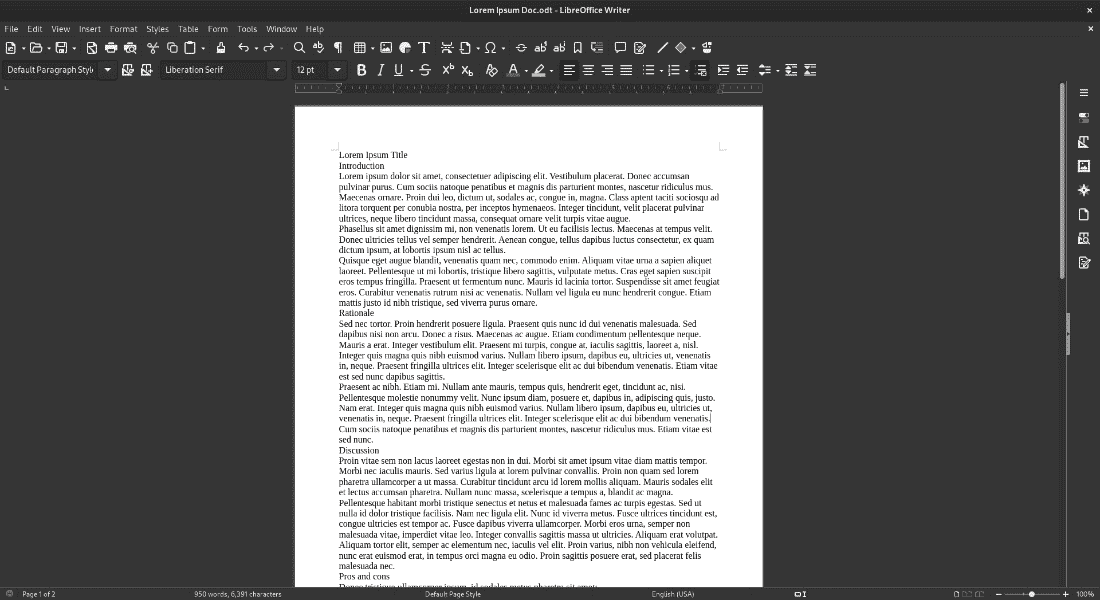 Lorem Ipsum Doc.odt - LibreOffice Writer
File Edit View Insert Format Styles Table Form Tools Window Help
Default Paragraph Styl Liberation Serif 12 pt
Lorem Ipsum Title
Introduction
Lorem ipsum dolor sit amet, consectetuer adipiscing elit. Vestibulum placerat. Donec accumsan
pulvinar purus. Cum sociis natoque penatibus et magnis dis parturient montes, nascetur ridiculus mus.
Maecenas ornare. Proin dui leo, dictum ut, sodales ac, congue in, magna. Class aptent taciti sociosqu ad
litora torquent per conubia nostra, per inceptos hymenaeos. Integer tincidunt, velit placerat pulvinar
ultrices, neque libero tincidunt massa, consequat ornare velit turpis vitae augue.
Phasellus sit amet dignissim mi, non venenatis lorem. Ut eu facilisis lectus. Maecenas at tempus velit.
Donec ultricies tellus vel semper hendrerit. Aenean congue, tellus dapibus luctus consectetur, ex quam
dictum ipsum, at lobortis ipsum nisl ac tellus.
Quisque eget augue blandit, venenatis quam nec, commodo enim. Aliquam vitae urna a sapien aliquet
laoreet. Pellentesque ut mi lobortis, tristique libero sagittis, vulputate metus. Cras eget sapien suscipit
eros tempus fringilla. Praesent ut fermentum nunc. Mauris id lacinia tortor. Suspendisse sit amet feugiat
eros. Curabitur venenatis rutrum nisi ac venenatis. Nullam vel ligula eu nunc hendrerit congue. Etiam
mattis justo id nibh tristique, sed viverra purus ornare.
Rationale
Sed nec tortor. Proin hendrerit posuere ligula. Praesent quis nunc id dui venenatis malesuada. Sed
dapibus nisi non arcu. Donec a risus. Maecenas ac augue. Etiam condimentum pellentesque neque.
Mauris a erat. Integer vestibulum elit. Praesent mi turpis, congue at, iaculis sagittis, laoreet a, nisl.
Integer quis magna quis nibh euismod varius. Nullam libero ipsum, dapibus eu, ultricies ut, venenatis
in, neque. Praesent fringilla ultrices elit. Integer scelerisque elit ac dui bibendum venenatis. Etiam vitae
est sed nunc dapibus sagittis.
Praesent ac nibh. Etiam mi. Nullam ante mauris, tempus quis, hendrerit eget, tincidunt ac, nisi.
Pellentesque molestie nonummy velit. Nunc ipsum diam, posuere et, dapibus in, adipiscing quis, justo.
Nam erat. Integer quis magna quis nibh euismod varius. Nullam libero ipsum, dapibus eu, ultricies ut,
venenatis in, neque. Praesent fringilla ultrices elit. Integer scelerisque elit ac dui bibendum venenatis.
Cum sociis natoque penatibus et magnis dis parturient montes, nascetur ridiculus mus. Etiam vitae est
sed nunc.
Discussion
Proin vitae sem non lacus laoreet egestas non in dui. Morbi sit amet ipsum vitae diam mattis tempor.
Morbi nec iaculis mauris. Sed varius ligula at lorem pulvinar convallis. Proin non quam sed lorem
pharetra ullamcorper a ut massa. Curabitur tincidunt arcu id lorem mollis aliquam. Mauris sodales elit
et lectus accumsan pharetra. Nullam nunc massa, scelerisque a tempus a, blandit ac magna.
Pellentesque habitant morbi tristique senectus et netus et malesuada fames ac turpis egestas. Sed ut
nulla id dolor tristique facilisis. Nam nec ligula elit. Nunc id viverra metus. Fusce ultrices tincidunt est,
congue ultricies est tempor ac. Fusce dapibus viverra ullamcorper. Morbi eros urna, semper non
malesuada vitae, imperdiet vitae leo. Integer convallis sagittis massa ut ultricies. Aliquam erat volutpat.
Aliquam tortor elit, semper ac elementum nec, iaculis vel elit. Proin varius, nibh non vehicula eleifend,
nunc erat euismod erat, in tempus orci magna eu odio. Proin sagittis posuere erat, sed placerat felis
malesuada nec.
Pros and cons
Page 1 of 2 950 words, 6,391 characters Default Page Style English (USA) 100%